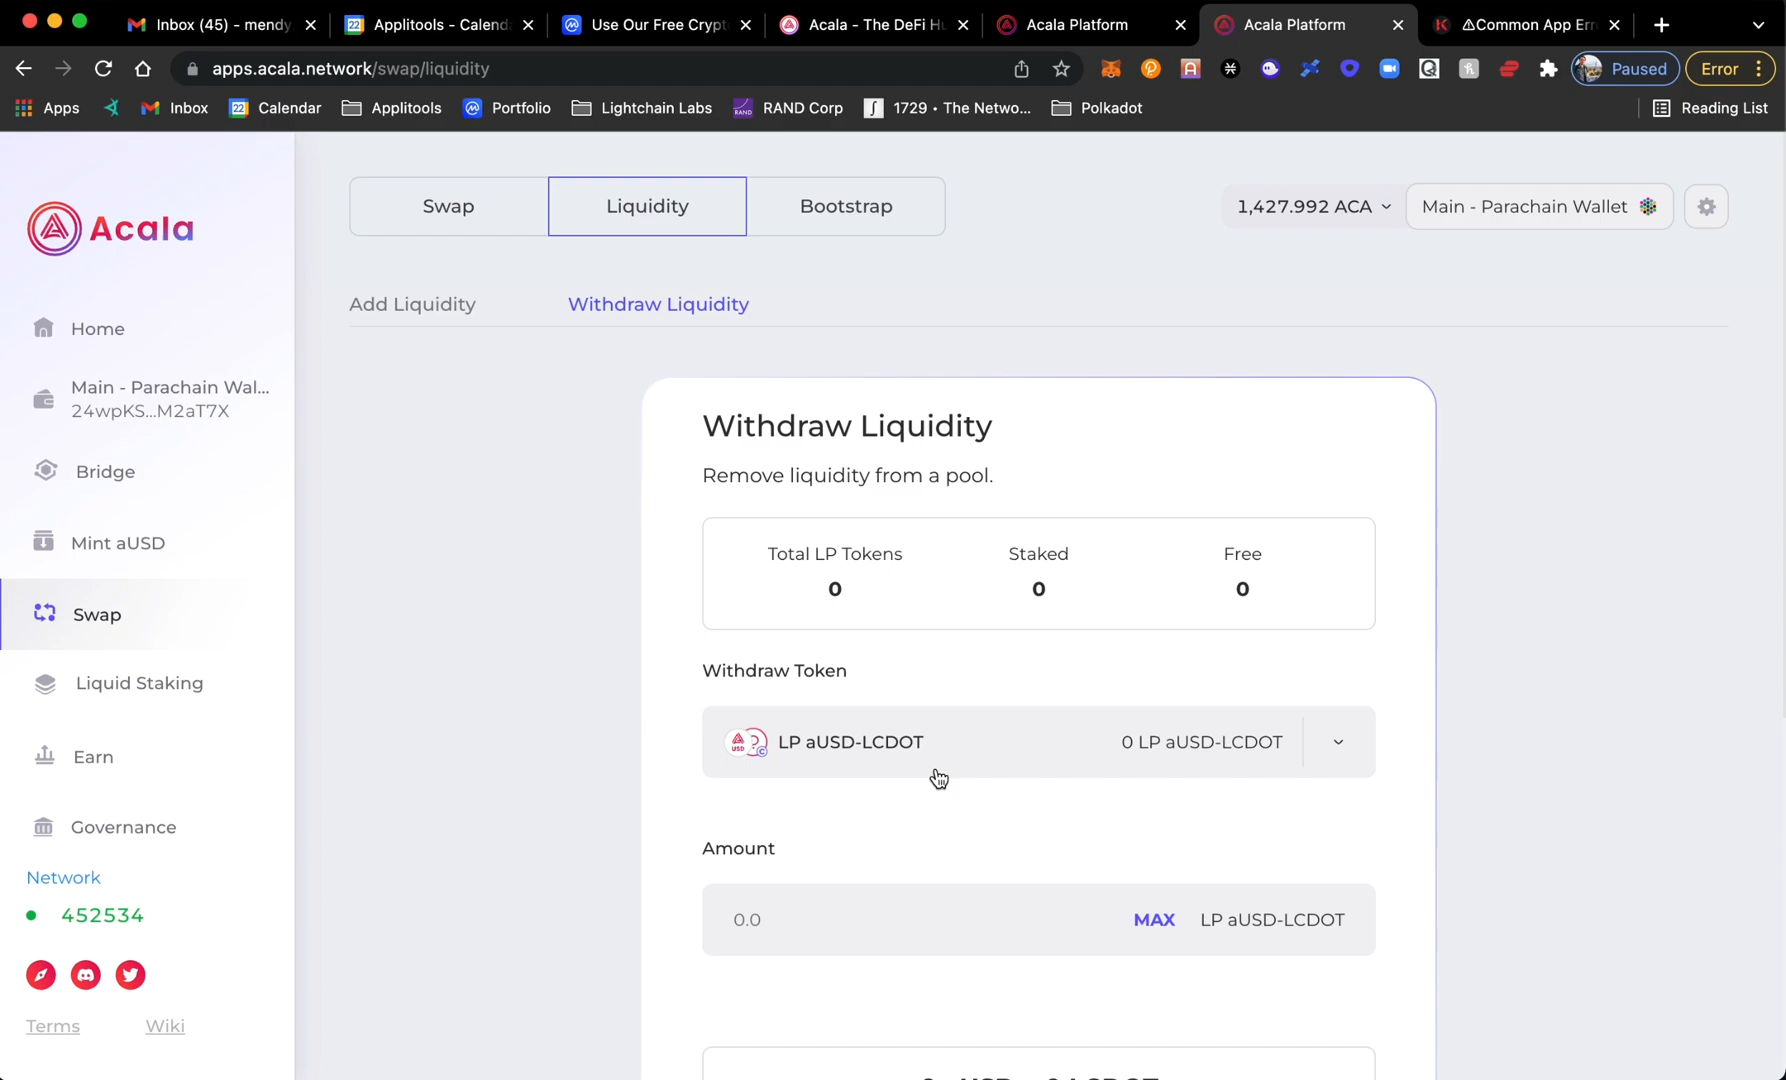 Inbox (45) - mendy
Applitools - Calend
Use Our Free Crypt
Acala - The DeFi Hu
Acala Platform
Acala Platform
⚠Common App Err
apps.acala.network/swap/liquidity
Paused
Error
Apps
Inbox
Calendar
Applitools
Portfolio
Lightchain Labs
RAND Corp
1729 • The Netwo...
Polkadot
Reading List
Acala
Home
Main - Parachain Wal...
24wpKS...M2aT7X
Bridge
Mint aUSD
Swap
Liquid Staking
Earn
Governance
Network
452534
Terms
Wiki
Swap
Liquidity
Bootstrap
1,427.992 ACA
Main - Parachain Wallet
Add Liquidity
Withdraw Liquidity
Withdraw Liquidity
Remove liquidity from a pool.
Total LP Tokens
0
Staked
0
Free
0
Withdraw Token
LP aUSD-LCDOT
0 LP aUSD-LCDOT
Amount
0.0
MAX
LP aUSD-LCDOT